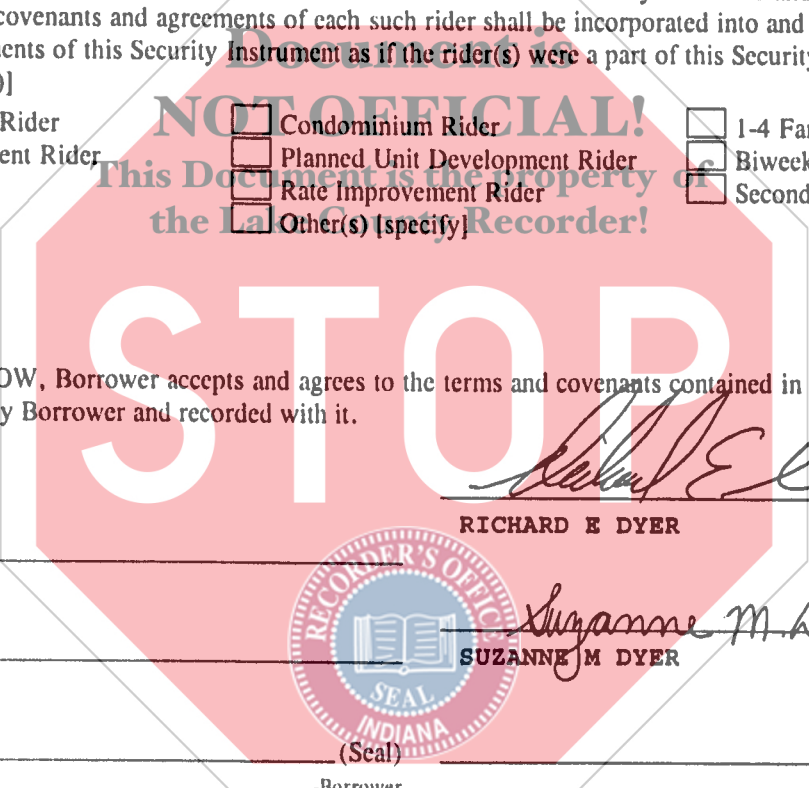 covenants and agreements of each such rider shall be incorporated into and
ments of this Security Instrument as if the rider(s) were a part of this Security
)]
Rider
Condominium Rider
1-4 Fa
ent Rider
Planned Unit Development Rider
Biweek
Rate Improvement Rider
Second
Other(s) [specify]
Document is
NOT OFFICIAL!
This Document is the property of
the Lake County Recorder!
STOP
OW, Borrower accepts and agrees to the terms and covenants contained in
y Borrower and recorded with it.
Richard E
RICHARD E DYER
Suzanne M.
SUZANNE M DYER
RECORDER'S OFFICE
SEAL
INDIANA
(Seal)
-Borrower